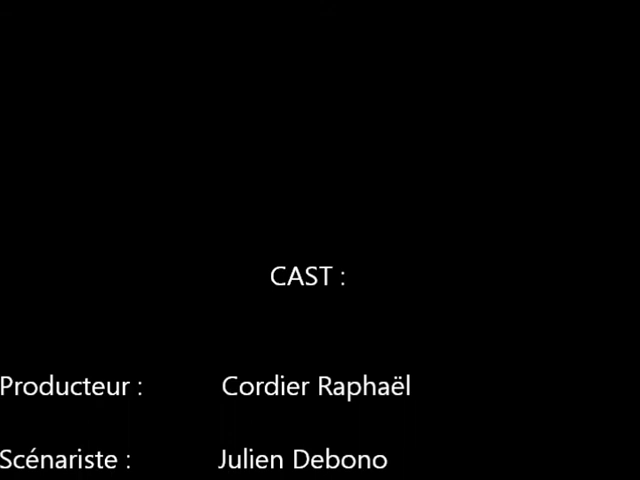 CAST :
Producteur : Cordier Raphaël
Scénariste : Julien Debono